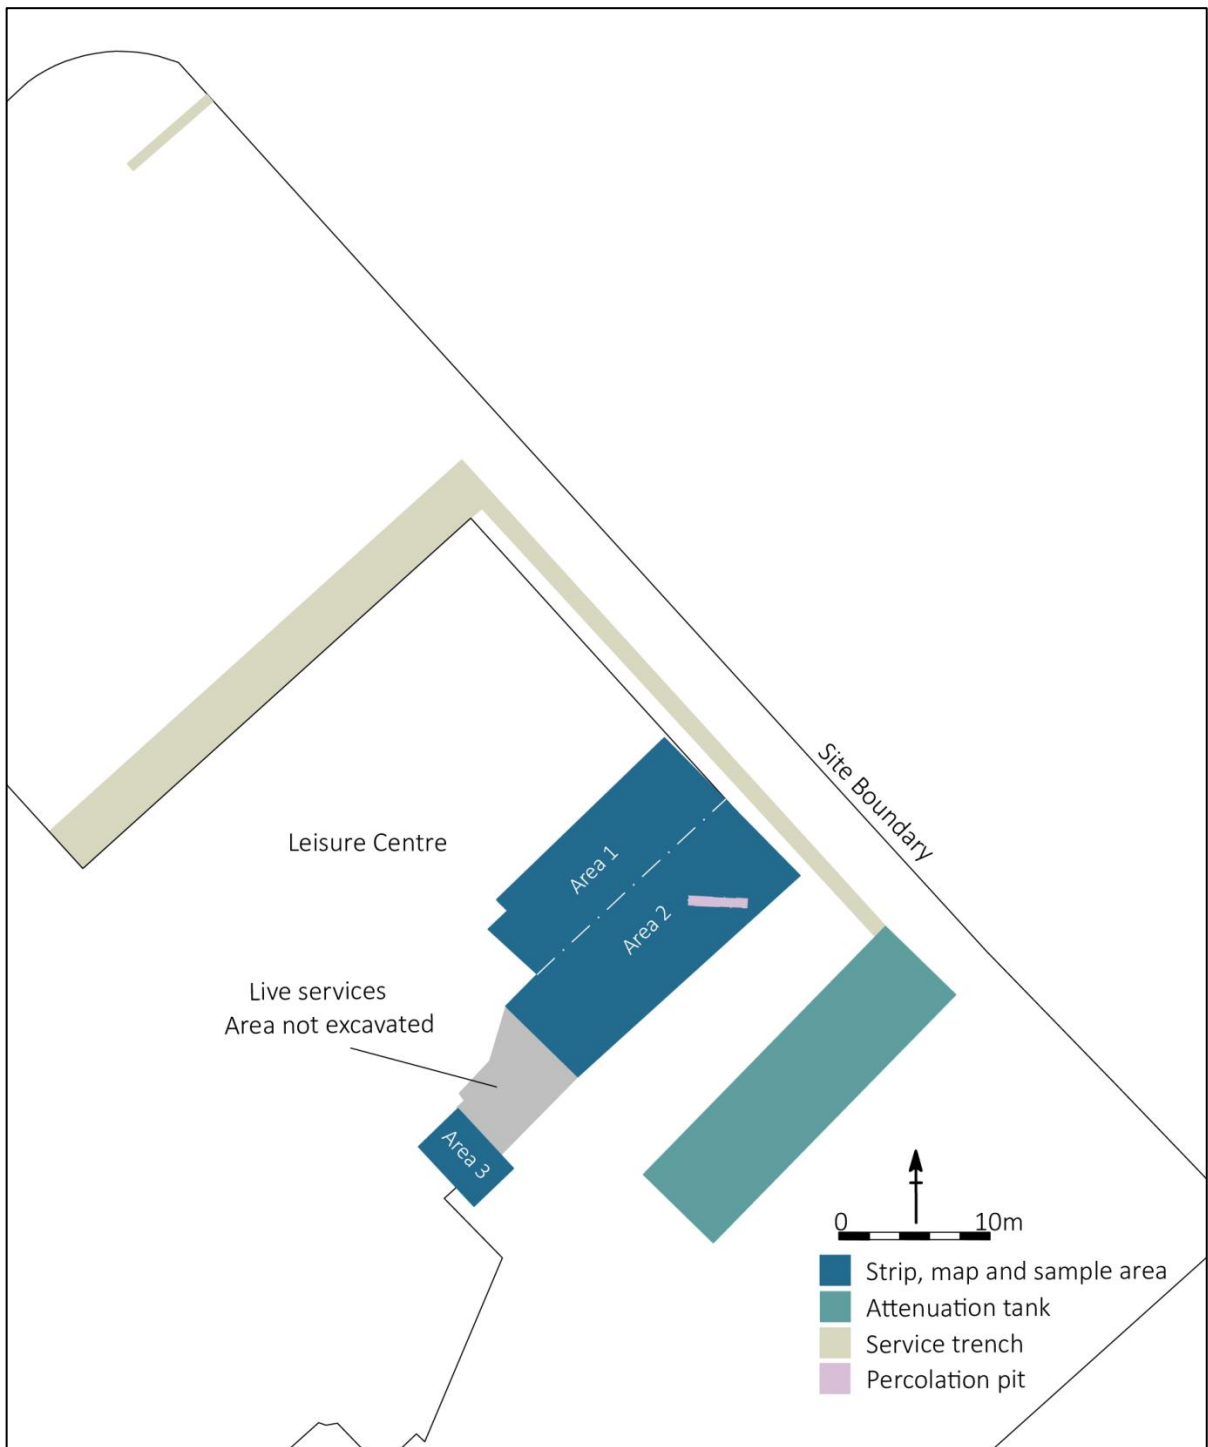 Site Boundary
Leisure Centre
Area 1
Area 2
Live services
Area not excavated
Area 3
0 10m
Strip, map and sample area
Attenuation tank
Service trench
Percolation pit